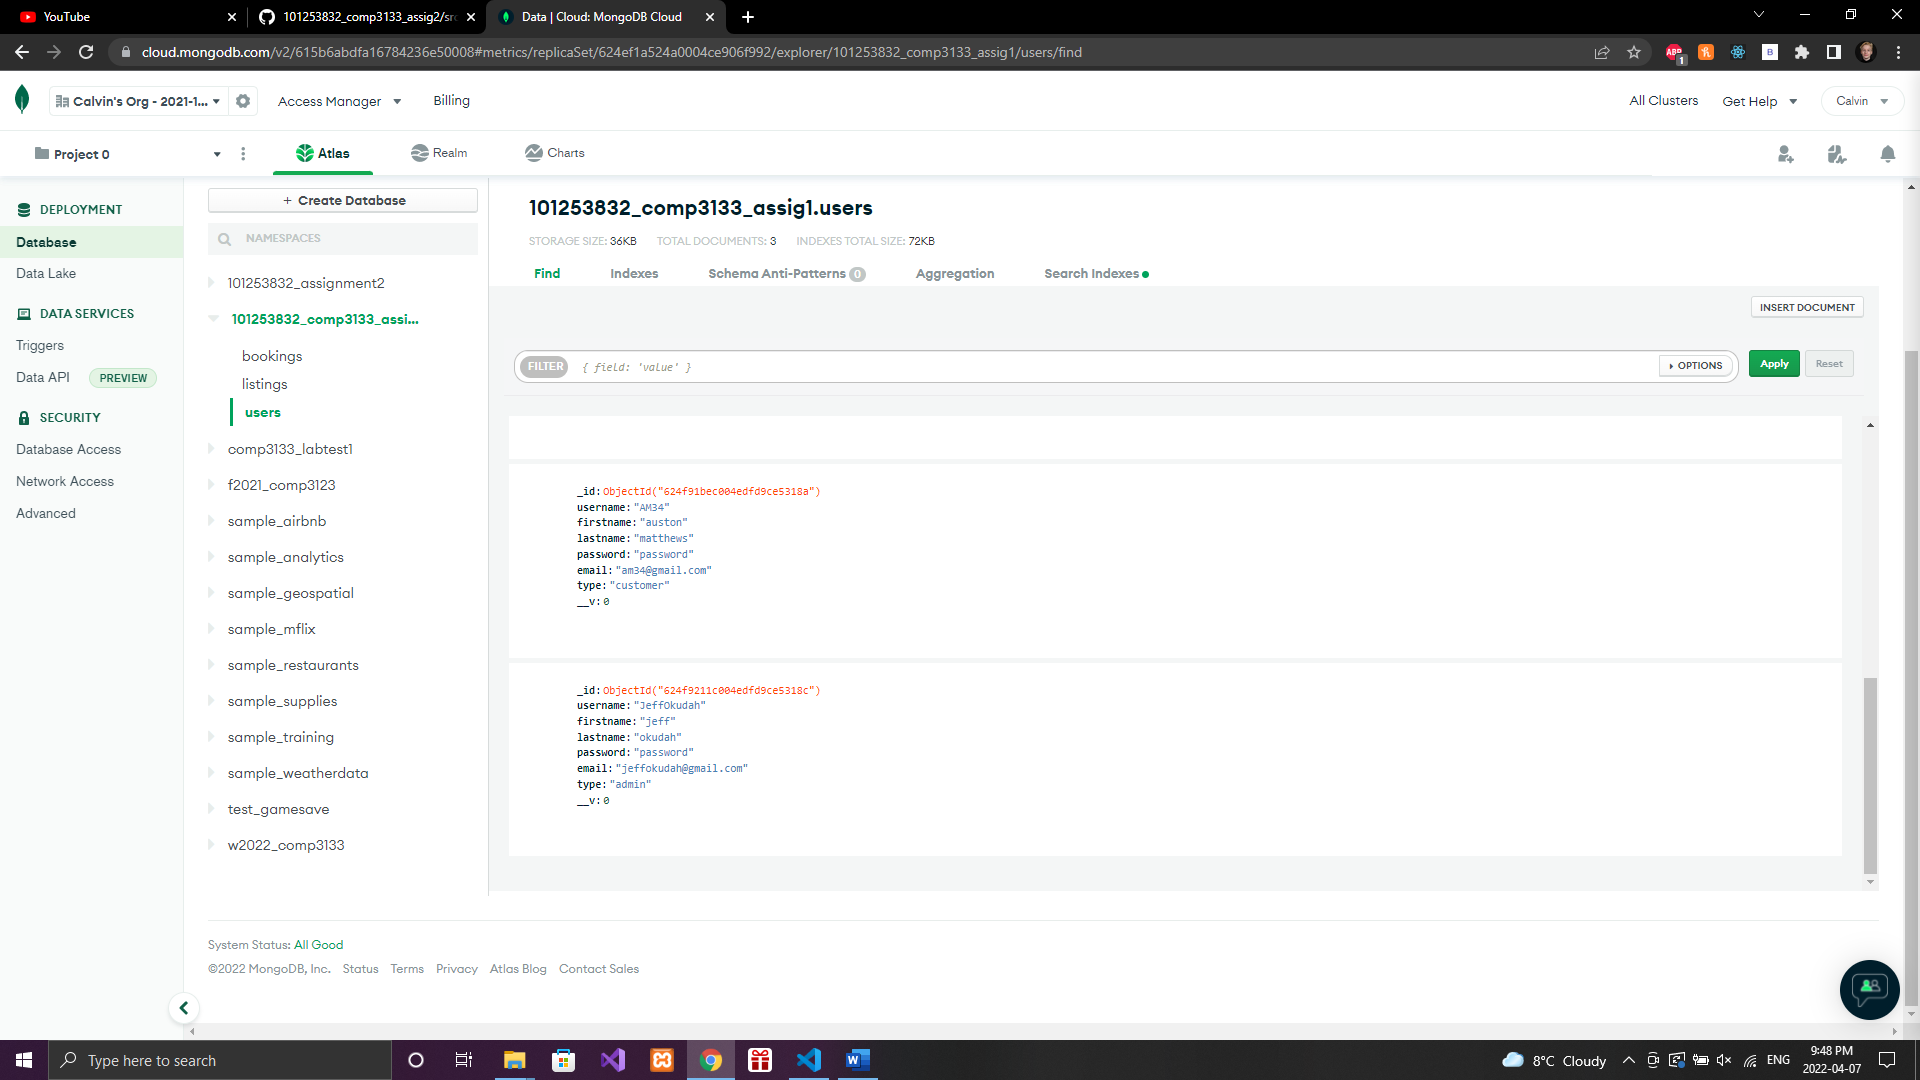 YouTube
101253832_comp3133_assig2/src
Data | Cloud: MongoDB Cloud
cloud.mongodb.com/v2/615b6abdfa16784236e50008#metrics/replicaSet/624ef1a524a0004ce906f992/explorer/101253832_comp3133_assig1/users/find
ABP
1
B
Calvin's Org - 2021-1...
Access Manager
Billing
All Clusters
Get Help
Calvin
Project 0
Atlas
Realm
Charts
DEPLOYMENT
Database
Data Lake
DATA SERVICES
Triggers
Data API PREVIEW
SECURITY
Database Access
Network Access
Advanced
+ Create Database
NAMESPACES
101253832_assignment2
101253832_comp3133_assi...
bookings
listings
users
comp3133_labtest1
f2021_comp3123
sample_airbnb
sample_analytics
sample_geospatial
sample_mflix
sample_restaurants
sample_supplies
sample_training
sample_weatherdata
test_gamesave
w2022_comp3133
101253832_comp3133_assig1.users
STORAGE SIZE: 36KB TOTAL DOCUMENTS: 3 INDEXES TOTAL SIZE: 72KB
Find Indexes Schema Anti-Patterns 0 Aggregation Search Indexes
INSERT DOCUMENT
FILTER { field: 'value' } OPTIONS Apply Reset
_id: ObjectId("624f91bec004edfd9ce5318a")
username: "AM34"
firstname: "auston"
lastname: "matthews"
password: "password"
email: "am34@gmail.com"
type: "customer"
__v: 0
_id: ObjectId("624f9211c004edfd9ce5318c")
username: "JeffOkudah"
firstname: "jeff"
lastname: "okudah"
password: "password"
email: "jeffokudah@gmail.com"
type: "admin"
__v: 0
System Status: All Good
©2022 MongoDB, Inc. Status Terms Privacy Atlas Blog Contact Sales
Type here to search
8°C Cloudy
ENG
9:48 PM
2022-04-07